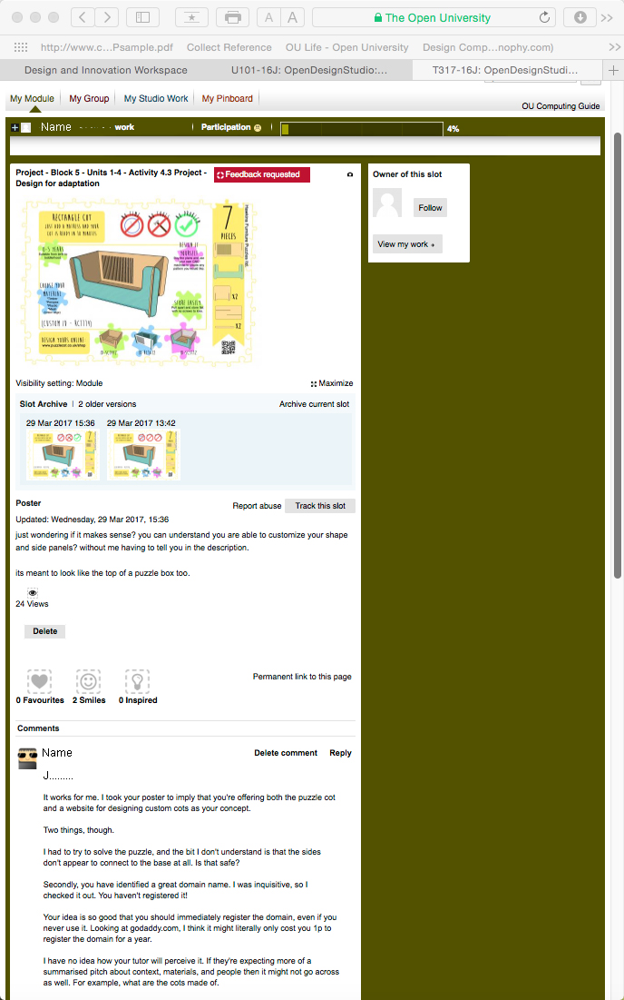 The Open University
A A
http://www.c...Psample.pdf Collect Reference OU Life - Open University Design Comp...nophy.com)
Design and Innovation Workspace U101-16J: OpenDesignStudio:... T317-16J: OpenDesignStudi...
My Module My Group My Studio Work My Pinboard
OU Computing Guide
Name work Participation 4%
Project - Block 5 - Units 1-4 - Activity 4.3 Project -
Design for adaptation
Feedback requested
Owner of this slot
Follow
View my work +
RECTANGLE COT
JUST ADD A MATRESS AND YOUR
COT IS READY IN 30 MINUTES
7
PIECES
Rawkins Furniture Puzzles ltd
0-5 YEARS
DESIGN IT
YOURSELF
CHOOSE YOUR
MATERIAL
STORE EASILY
X2
X2
DESIGN YOURS ONLINE
www.puzzlecot.co.uk/shop
Visibility setting: Module
Maximize
Slot Archive | 2 older versions
Archive current slot
29 Mar 2017 15:36 29 Mar 2017 13:42
Poster
Report abuse Track this slot
Updated: Wednesday, 29 Mar 2017, 15:36
just wondering if it makes sense? you can understand you are able to customize your shape
and side panels? without me having to tell you in the description.
its meant to look like the top of a puzzle box too.
24 Views
Delete
Permanent link to this page
0 Favourites 2 Smiles 0 Inspired
Comments
Name
Delete comment Reply
J.........
It works for me. I took your poster to imply that you're offering both the puzzle cot
and a website for designing custom cots as your concept.
Two things, though.
I had to try to solve the puzzle, and the bit I don't understand is that the sides
don't appear to connect to the base at all. Is that safe?
Secondly, you have identified a great domain name. I was inquisitive, so I
checked it out. You haven't registered it!
Your idea is so good that you should immediately register the domain, even if you
never use it. Looking at godaddy.com, I think it might literally only cost you 1p to
register the domain for a year.
I have no idea how your tutor will perceive it. If they're expecting more of a
summarised pitch about context, materials, and people then it might not go across
as well. For example, what are the cots made of.